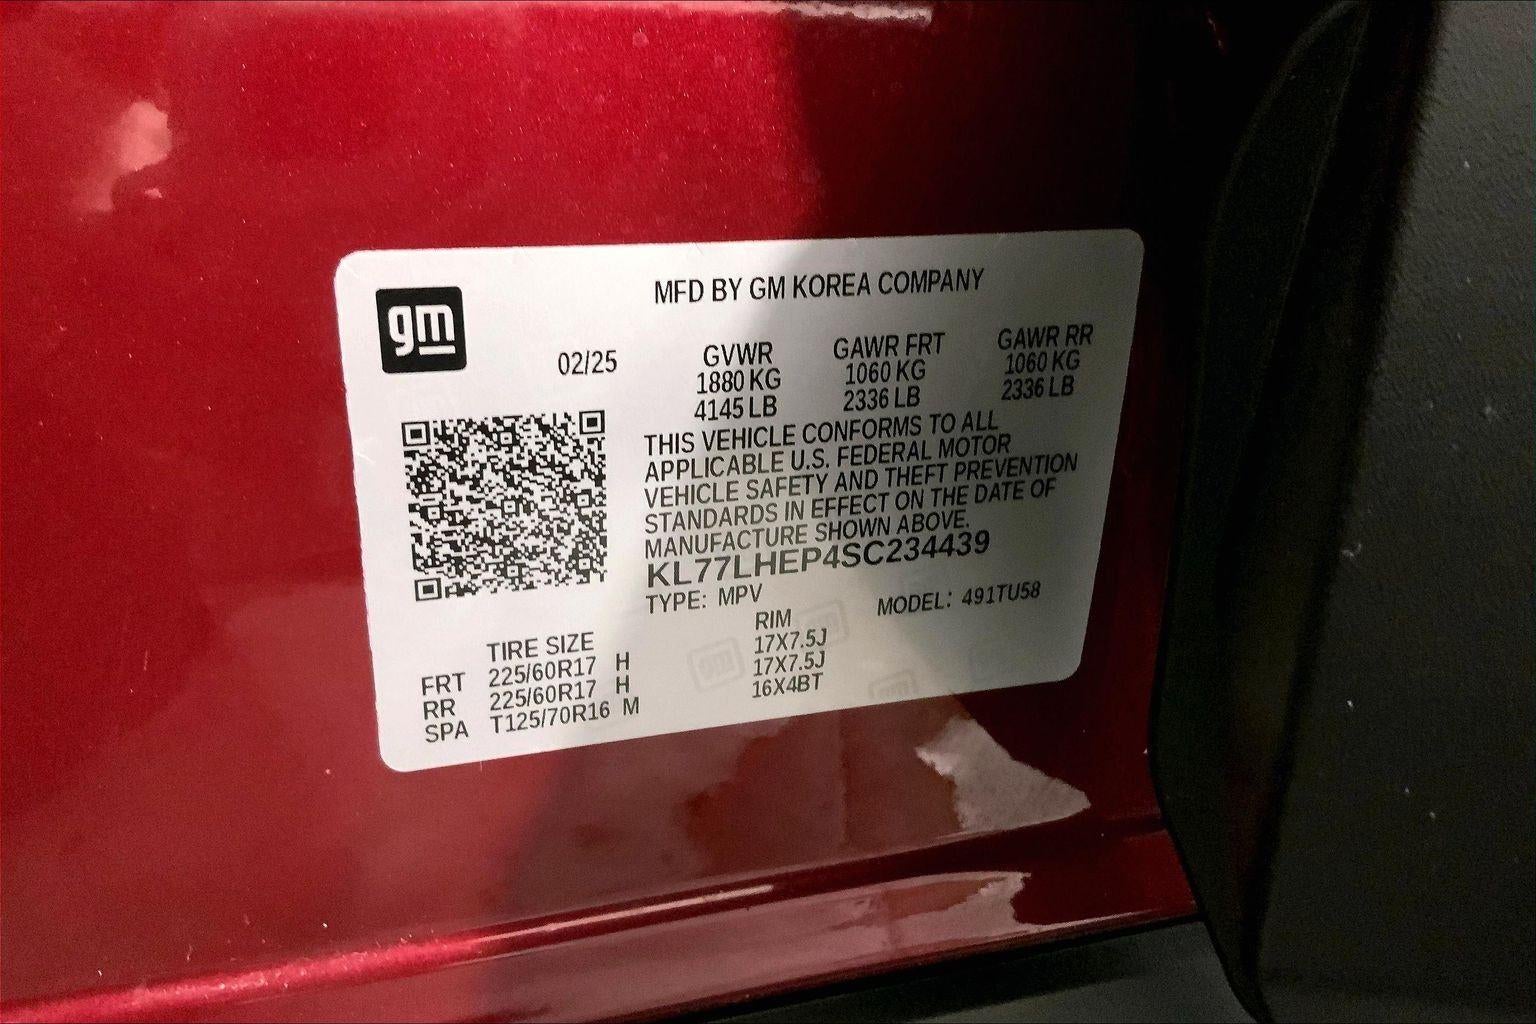 gm
MFD BY GM KOREA COMPANY
02/25
GVWR
1880 KG
4145 LB
GAWR FRT
1060 KG
2336 LB
GAWR RR
1060 KG
2336 LB
THIS VEHICLE CONFORMS TO ALL
APPLICABLE U.S. FEDERAL MOTOR
VEHICLE SAFETY AND THEFT PREVENTION
STANDARDS IN EFFECT ON THE DATE OF
MANUFACTURE SHOWN ABOVE.
KL77LHEP4SC234439
TYPE: MPV MODEL: 491TU58
TIRE SIZE RIM
FRT 225/60R17 H 17X7.5J
RR 225/60R17 H 17X7.5J
SPA T125/70R16 M 16X4BT